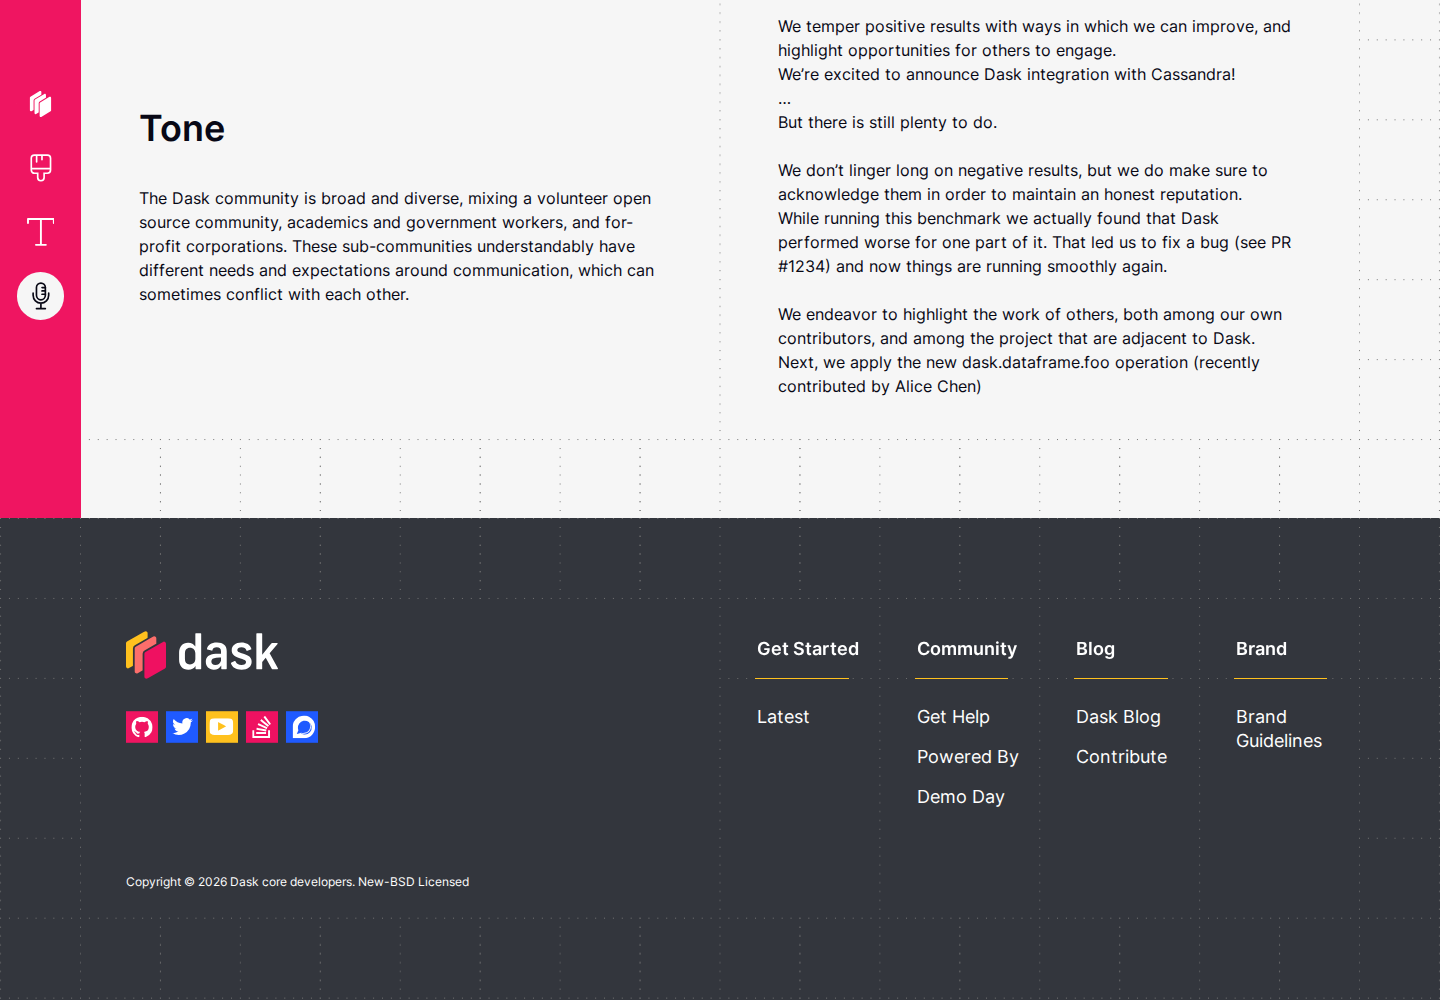 Tone
The Dask community is broad and diverse, mixing a volunteer open
source community, academics and government workers, and for-
profit corporations. These sub-communities understandably have
different needs and expectations around communication, which can
sometimes conflict with each other.
We temper positive results with ways in which we can improve, and
highlight opportunities for others to engage.
We’re excited to announce Dask integration with Cassandra!
...
But there is still plenty to do.
We don’t linger long on negative results, but we do make sure to
acknowledge them in order to maintain an honest reputation.
While running this benchmark we actually found that Dask
performed worse for one part of it. That led us to fix a bug (see PR
#1234) and now things are running smoothly again.
We endeavor to highlight the work of others, both among our own
contributors, and among the project that are adjacent to Dask.
Next, we apply the new dask.dataframe.foo operation (recently
contributed by Alice Chen)
dask
Get Started
Latest
Community
Get Help
Powered By
Demo Day
Blog
Dask Blog
Contribute
Brand
Brand
Guidelines
Copyright © 2026 Dask core developers. New-BSD Licensed